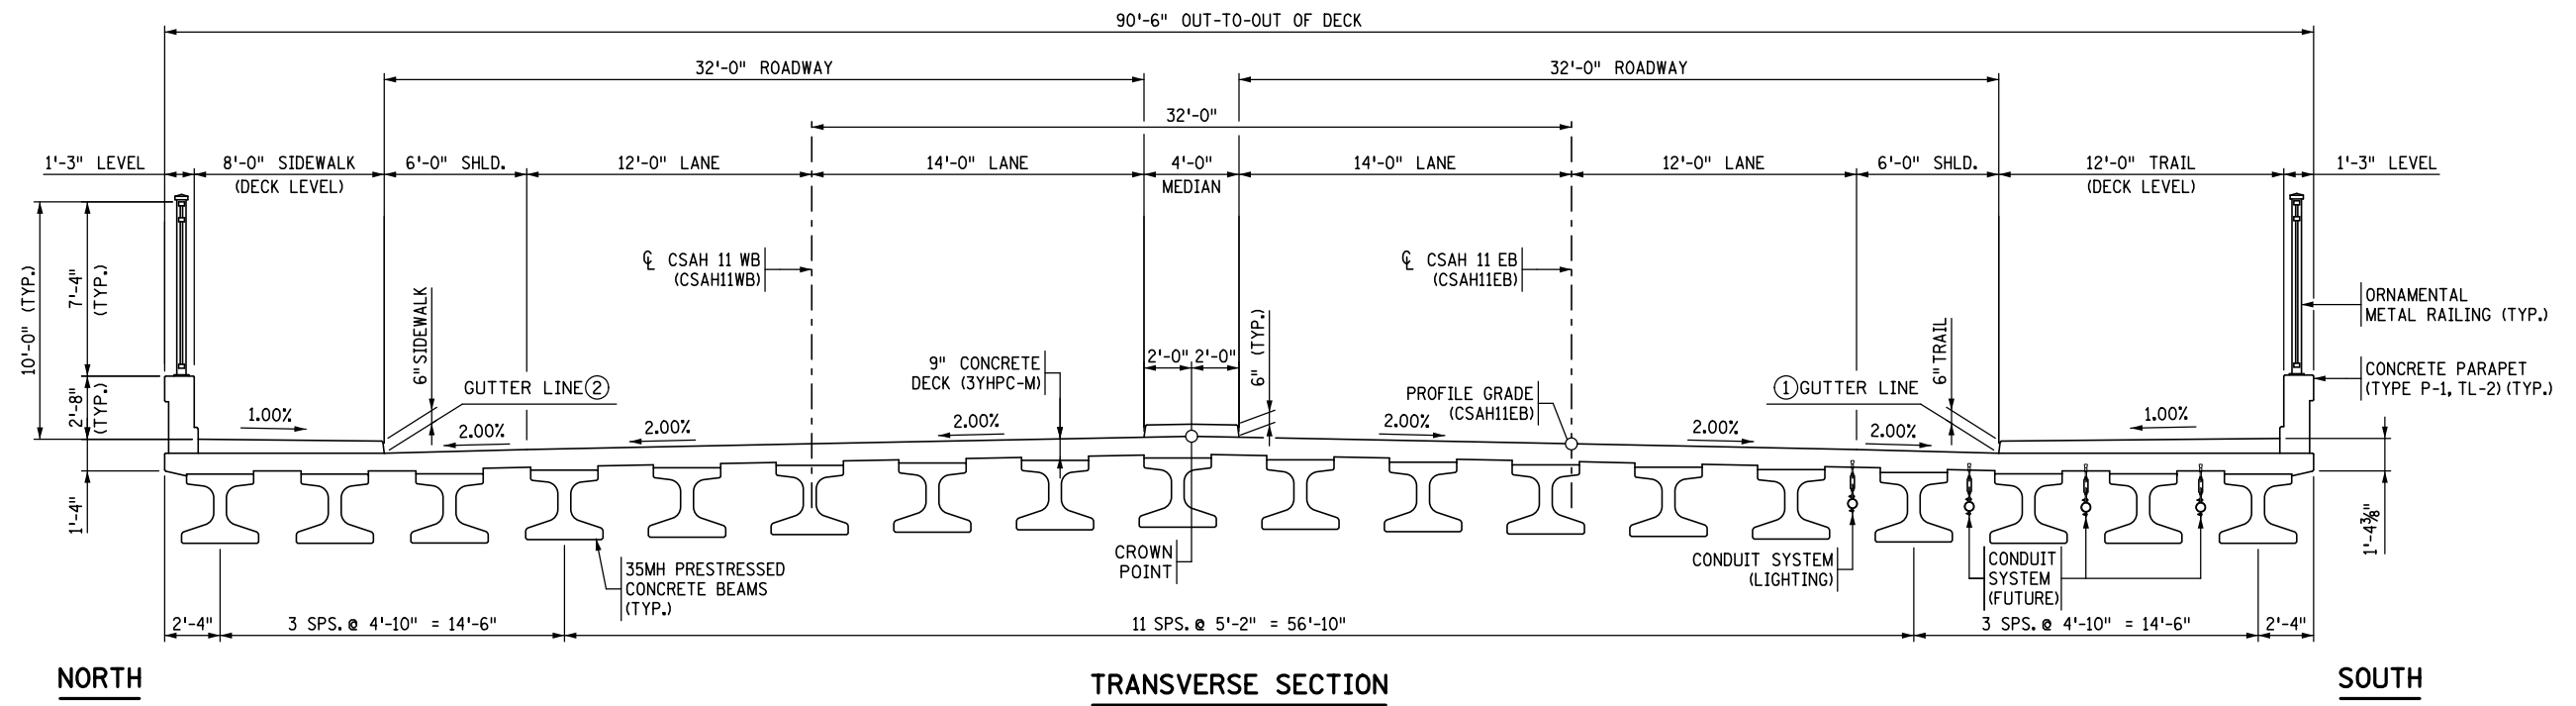 90'-6" OUT-TO-OUT OF DECK
32'-0" ROADWAY
32'-0" ROADWAY
32'-0"
1'-3" LEVEL
8'-0" SIDEWALK
(DECK LEVEL)
6'-0" SHLD.
12'-0" LANE
14'-0" LANE
4'-0"
MEDIAN
14'-0" LANE
12'-0" LANE
6'-0" SHLD.
12'-0" TRAIL
(DECK LEVEL)
1'-3" LEVEL
10'-0" (TYP.)
7'-4"
(TYP.)
2'-8"
(TYP.)
1'-4"
℄ CSAH 11 WB
(CSAH11WB)
℄ CSAH 11 EB
(CSAH11EB)
ORNAMENTAL
METAL RAILING (TYP.)
CONCRETE PARAPET
(TYPE P-1, TL-2) (TYP.)
6" SIDEWALK
GUTTER LINE ②
9" CONCRETE
DECK (3YHPC-M)
2'-0" 2'-0"
6" (TYP.)
PROFILE GRADE
(CSAH11EB)
① GUTTER LINE
6" TRAIL
1.00%
2.00%
2.00%
2.00%
2.00%
2.00%
2.00%
1.00%
1'-4⅜"
CROWN
POINT
35MH PRESTRESSED
CONCRETE BEAMS
(TYP.)
CONDUIT SYSTEM
(LIGHTING)
CONDUIT
SYSTEM
(FUTURE)
2'-4"
3 SPS. @ 4'-10" = 14'-6"
11 SPS. @ 5'-2" = 56'-10"
3 SPS. @ 4'-10" = 14'-6"
2'-4"
NORTH
TRANSVERSE SECTION
SOUTH